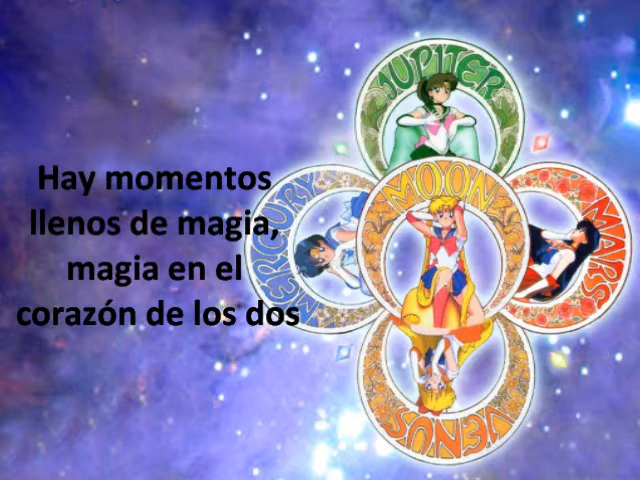 JUPITER
Hay momentos
llenos de magia,
magia en el
corazón de los dos
MERCURY
MOON
MARS
VENUS